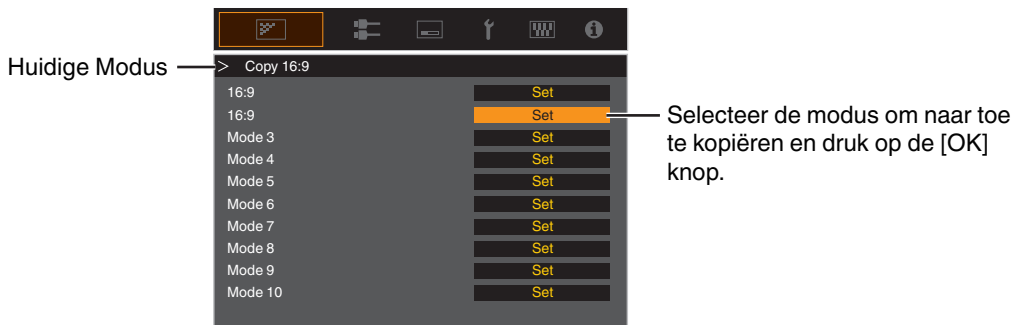 Huidige Modus
> Copy 16:9
16:9 Set
16:9 Set
Mode 3 Set
Mode 4 Set
Mode 5 Set
Mode 6 Set
Mode 7 Set
Mode 8 Set
Mode 9 Set
Mode 10 Set
Selecteer de modus om naar toe
te kopiëren en druk op de [OK]
knop.